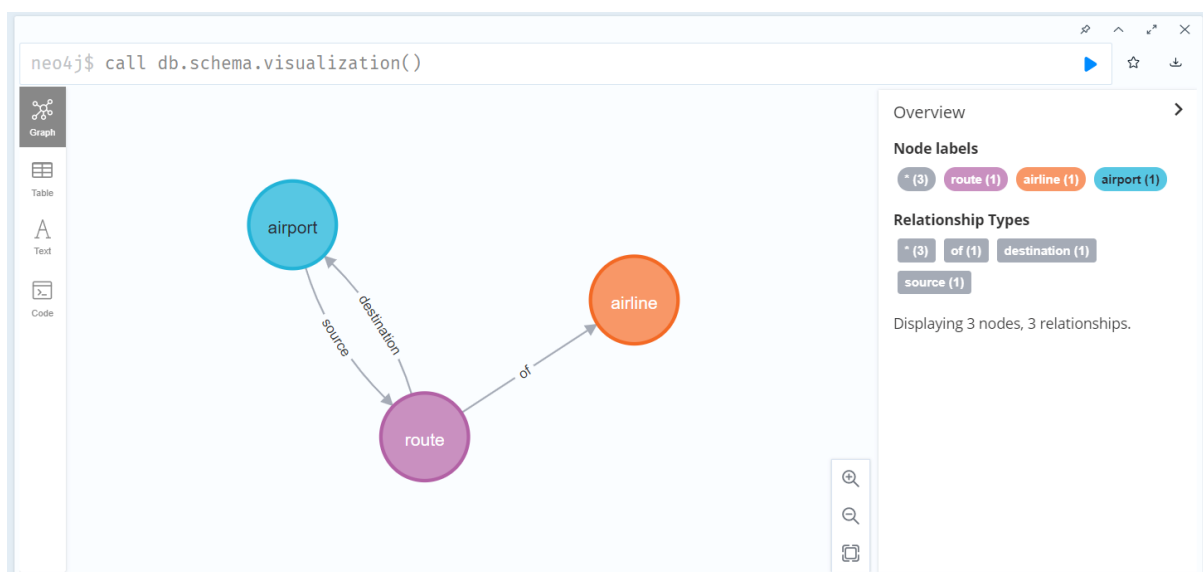 neo4j$ call db.schema.visualization()
Graph
Table
Text
Code
airport
source
destination
of
airline
route
Overview
Node labels
* (3) route (1) airline (1) airport (1)
Relationship Types
* (3) of (1) destination (1)
source (1)
Displaying 3 nodes, 3 relationships.